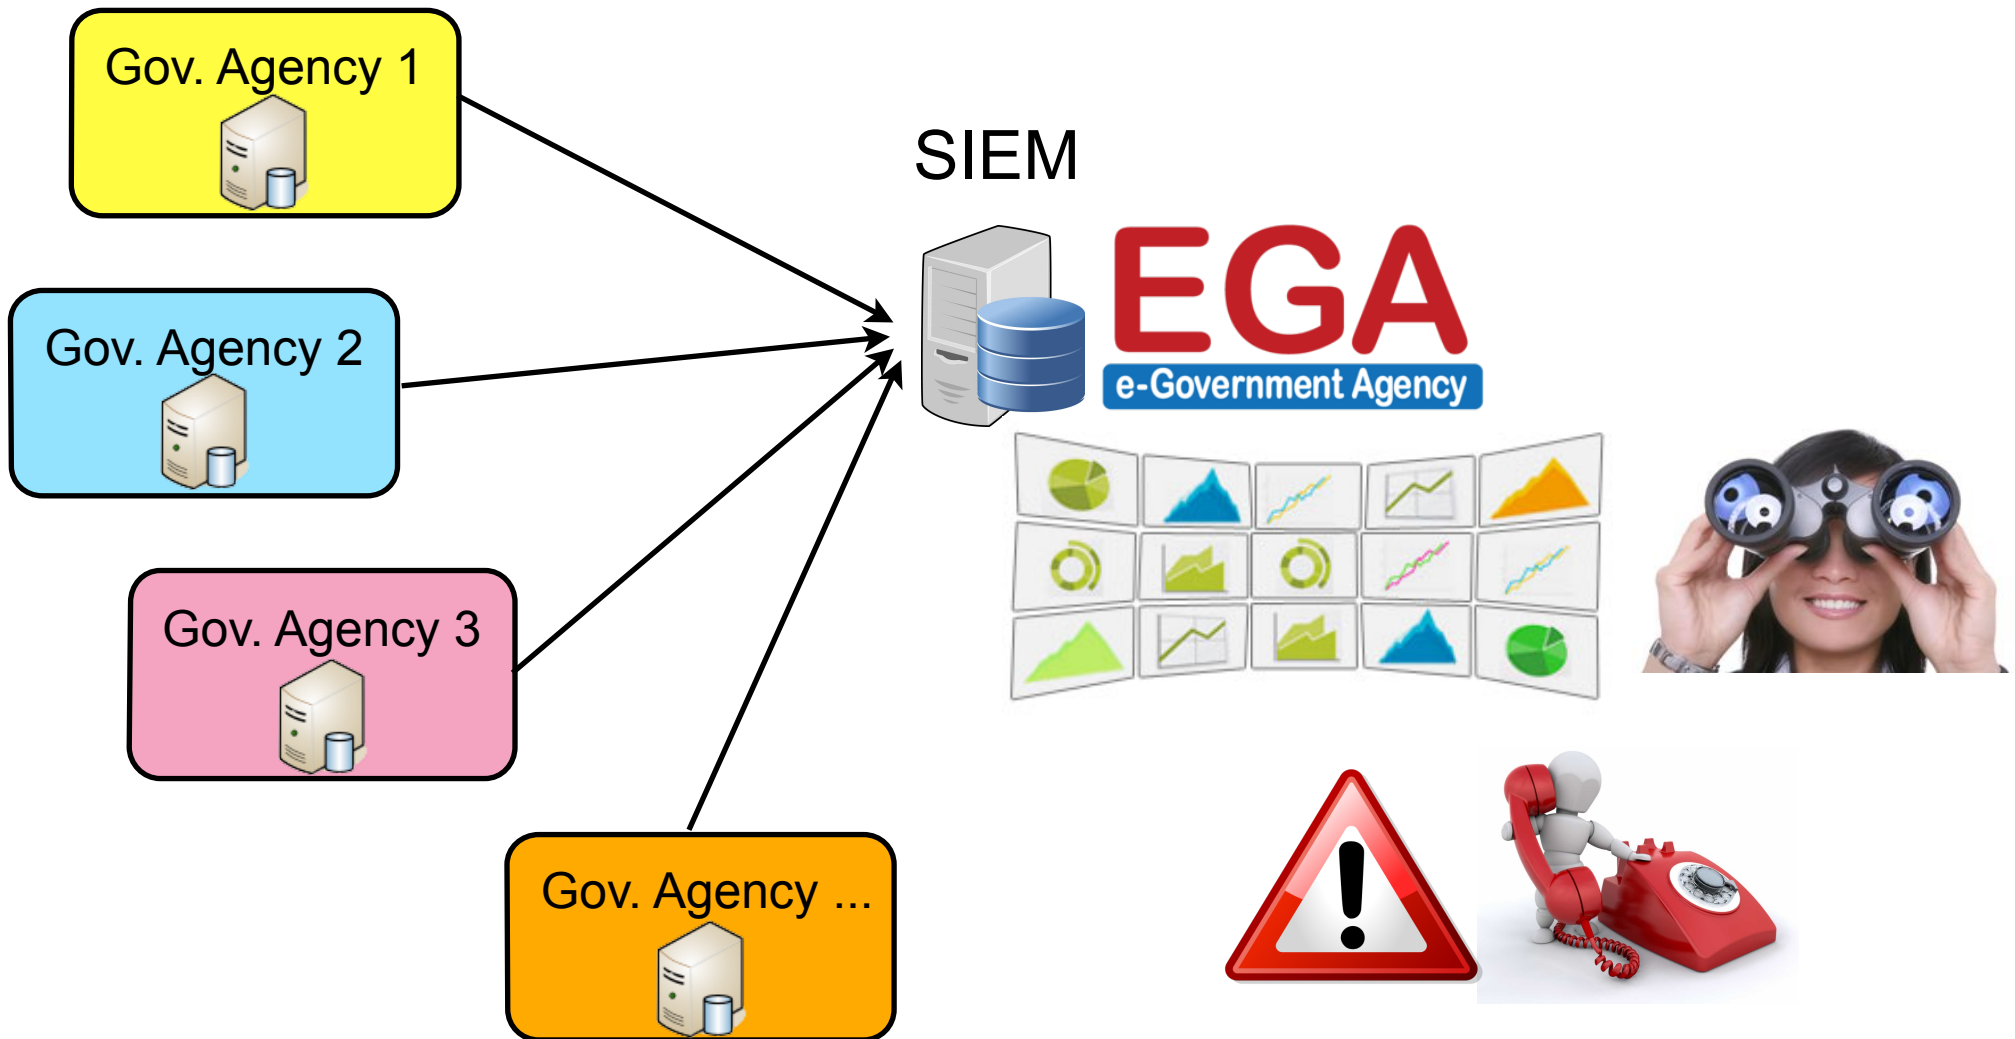 Gov. Agency 1
SIEM
EGA
e-Government Agency
Gov. Agency 2
Gov. Agency 3
Gov. Agency ...